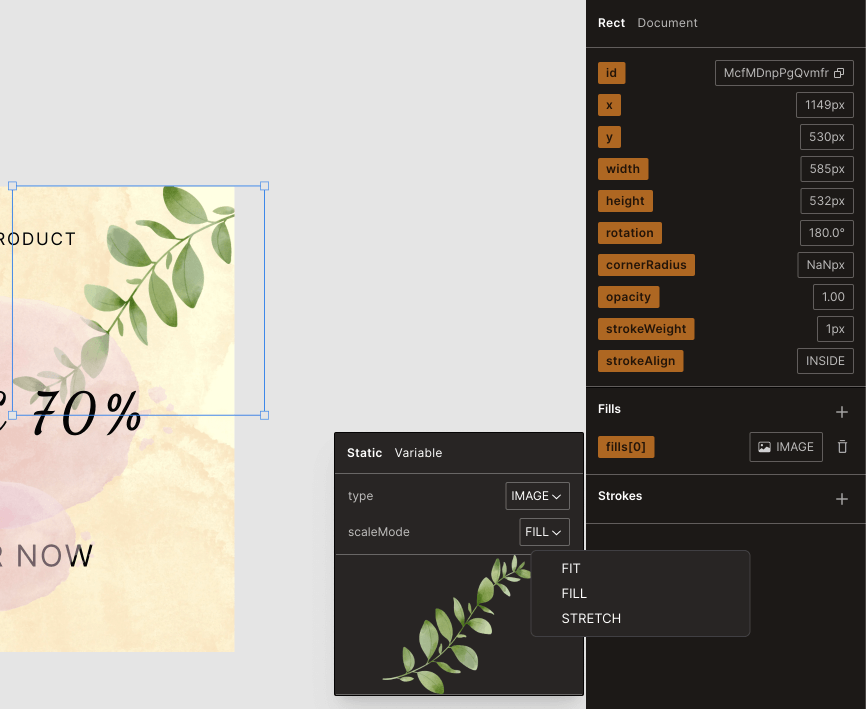 Rect Document
id McfMDnpPgQvmfr
x 1149px
y 530px
width 585px
height 532px
rotation 180.0°
cornerRadius NaNpx
opacity 1.00
strokeWeight 1px
strokeAlign INSIDE
Fills
fills[0] IMAGE
Strokes
RODUCT
70%
NOW
Static Variable
type IMAGE
scaleMode FILL
FIT
FILL
STRETCH